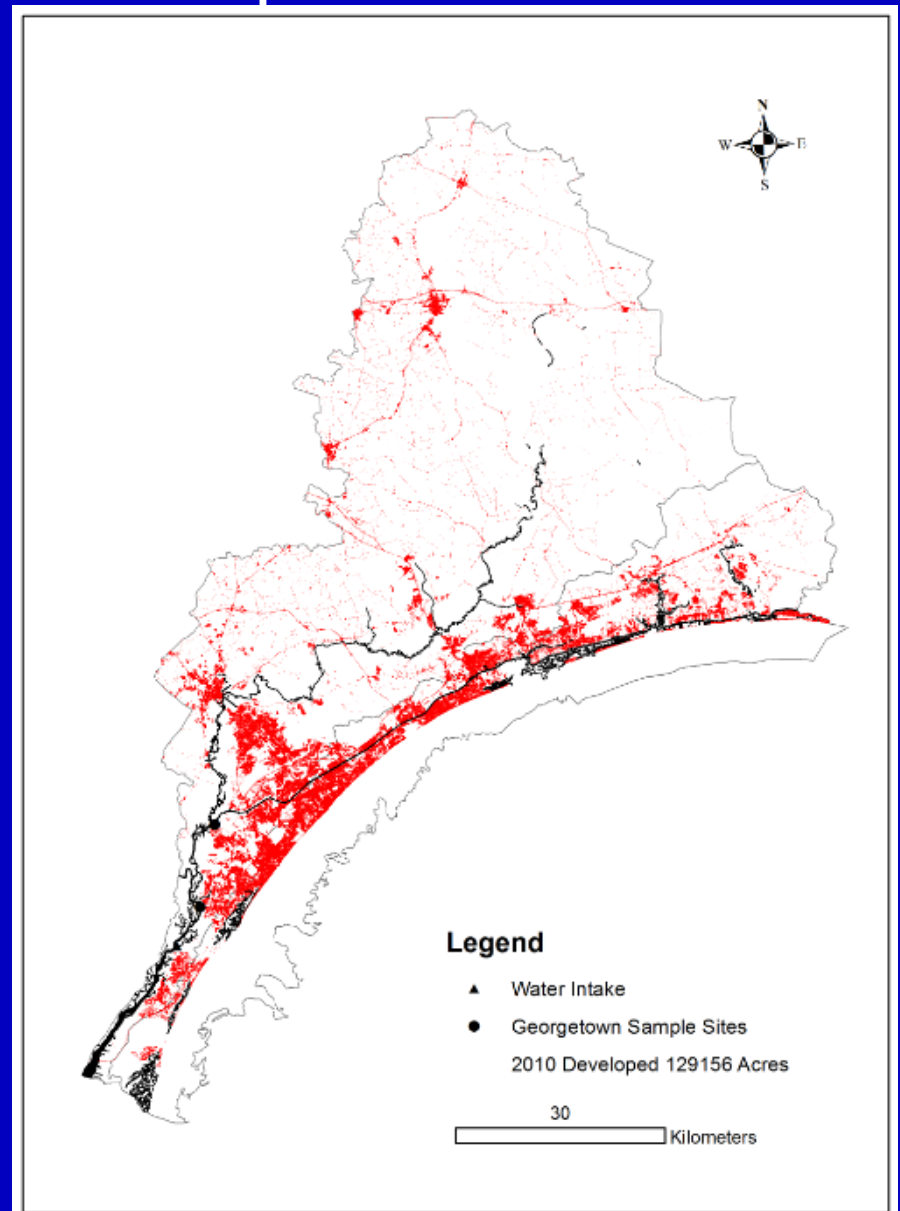 N
W E
S
Legend
Water Intake
Georgetown Sample Sites
2010 Developed 129156 Acres
30
Kilometers